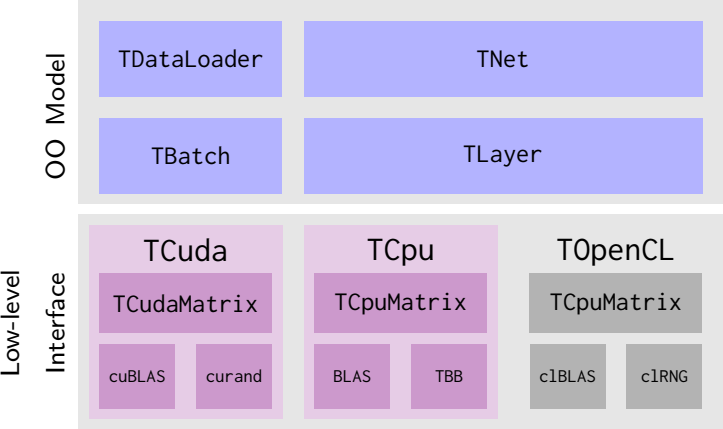 OO Model
TDataLoader
TNet
TBatch
TLayer
Low-level
Interface
TCuda
TCpu
TOpenCL
TCudaMatrix
TCpuMatrix
TCpuMatrix
cuBLAS
curand
BLAS
TBB
clBLAS
clRNG